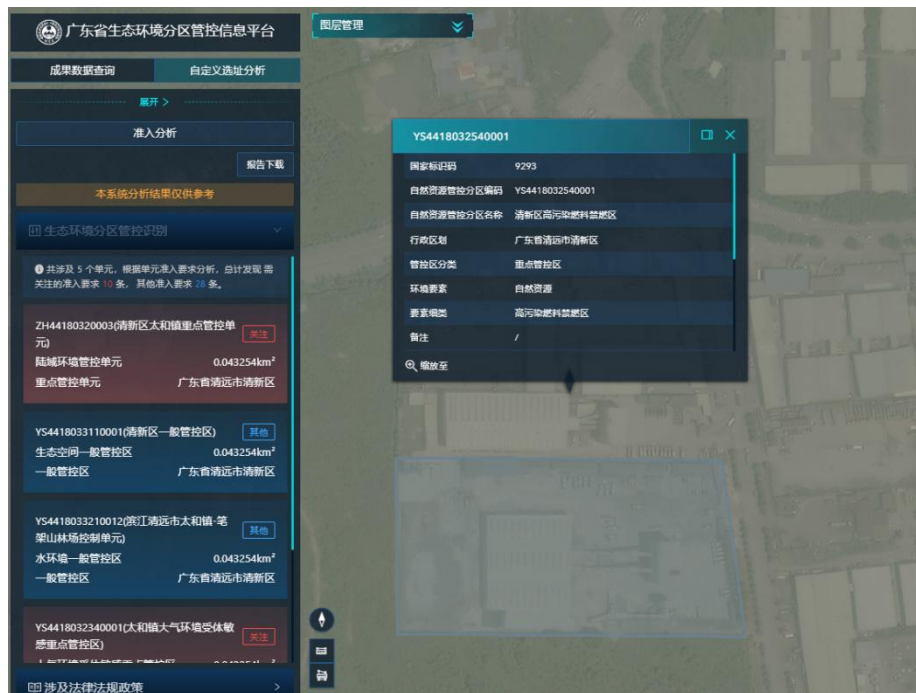 广东省生态环境分区管控信息平台
成果数据查询
自定义选址分析
展开 >
准入分析
报告下载
本系统分析结果仅供参考
生态环境分区管控识别
共涉及 5 个单元，根据单元准入要求分析，总计发现需
关注的准入要求 10 条，其他准入要求 28 条。
ZH44180320003(清新区太和镇重点管控单
元)
关注
陆域环境管控单元 0.043254km²
重点管控单元 广东省清远市清新区
YS4418033110001(清新区一般管控区)
其他
生态空间一般管控区 0.043254km²
一般管控区 广东省清远市清新区
YS4418033210012(滨江清远市太和镇-笔
架山林场控制单元)
其他
水环境一般管控区 0.043254km²
一般管控区 广东省清远市清新区
YS4418032340001(太和镇大气环境受体敏
感重点管控区)
关注
涉及法律法规政策 >
图层管理
YS4418032540001
国家标识码 9293
自然资源管控分区编码 YS4418032540001
自然资源管控分区名称 清新区高污染燃料禁燃区
行政区划 广东省清远市清新区
管控区分类 重点管控区
环境要素 自然资源
要素细类 高污染燃料禁燃区
备注 /
缩放至